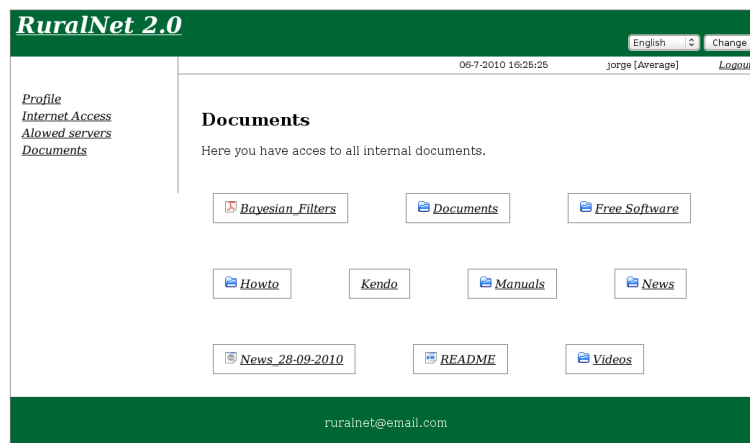 RuralNet 2.0
English Change
06-7-2010 16:25:25 jorge [Average] Logout
Profile
Internet Access
Alowed servers
Documents
Documents
Here you have acces to all internal documents.
Bayesian_Filters Documents Free Software
Howto Kendo Manuals News
News_28-09-2010 README Videos
ruralnet@email.com